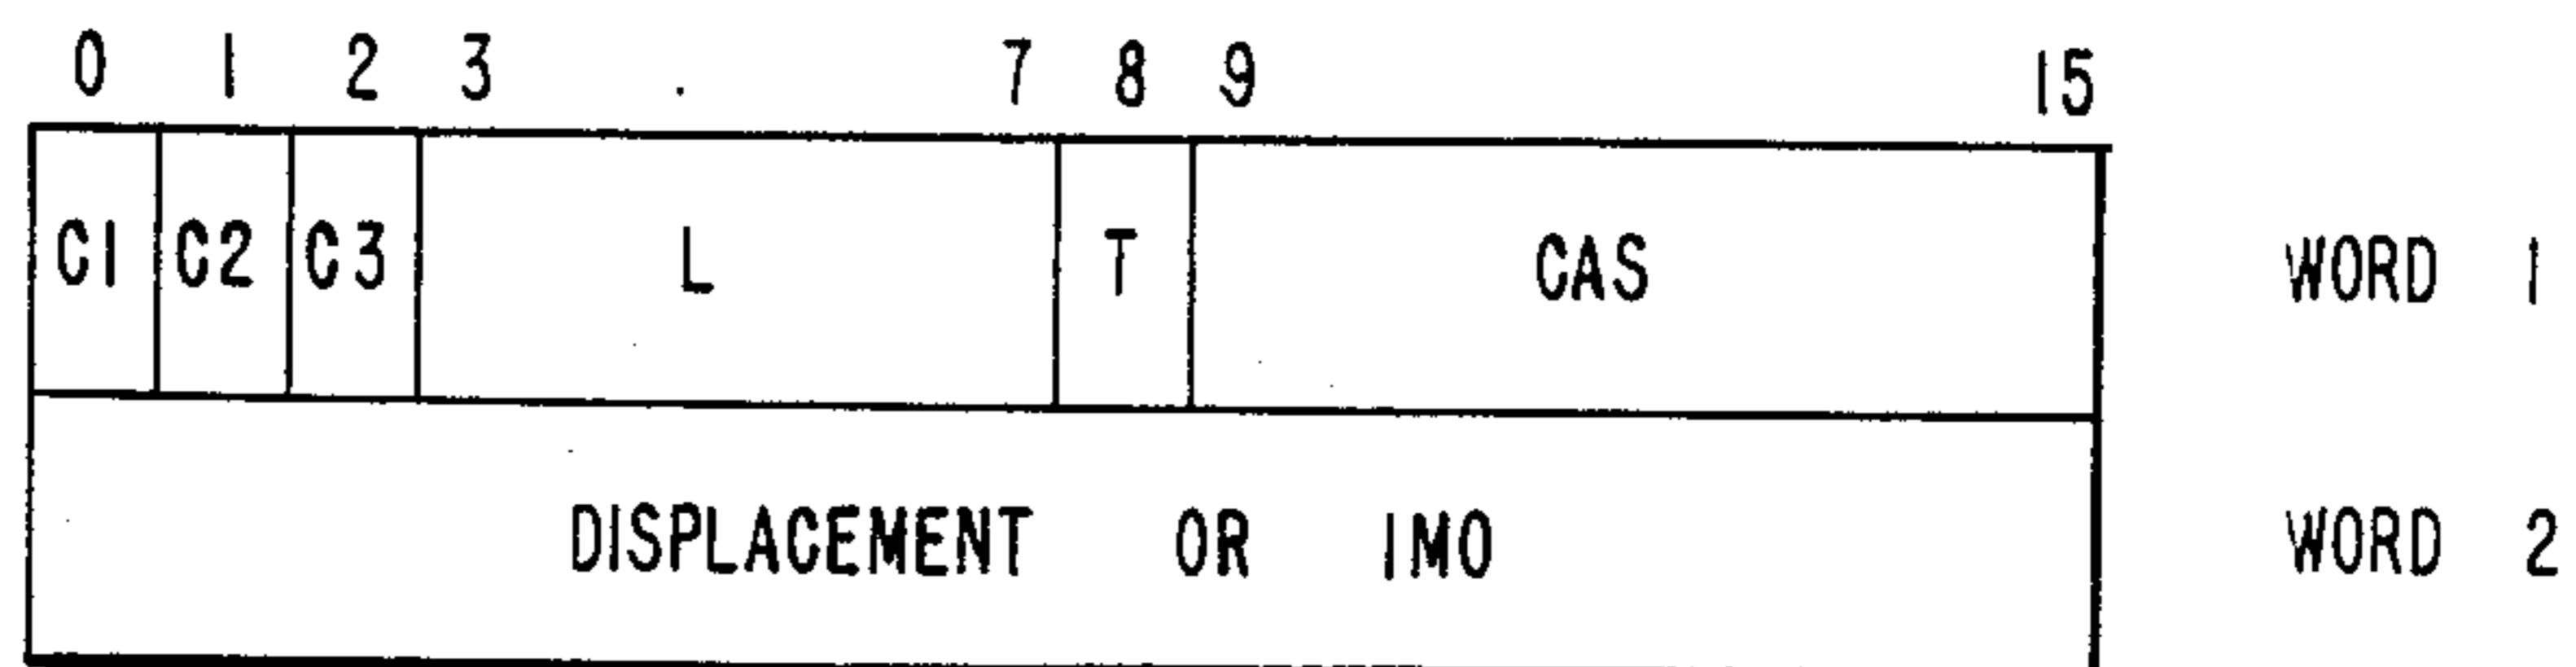 0 1 2 3 7 8 9 15
C1 C2 C3 L T CAS WORD 1
DISPLACEMENT OR IMO WORD 2